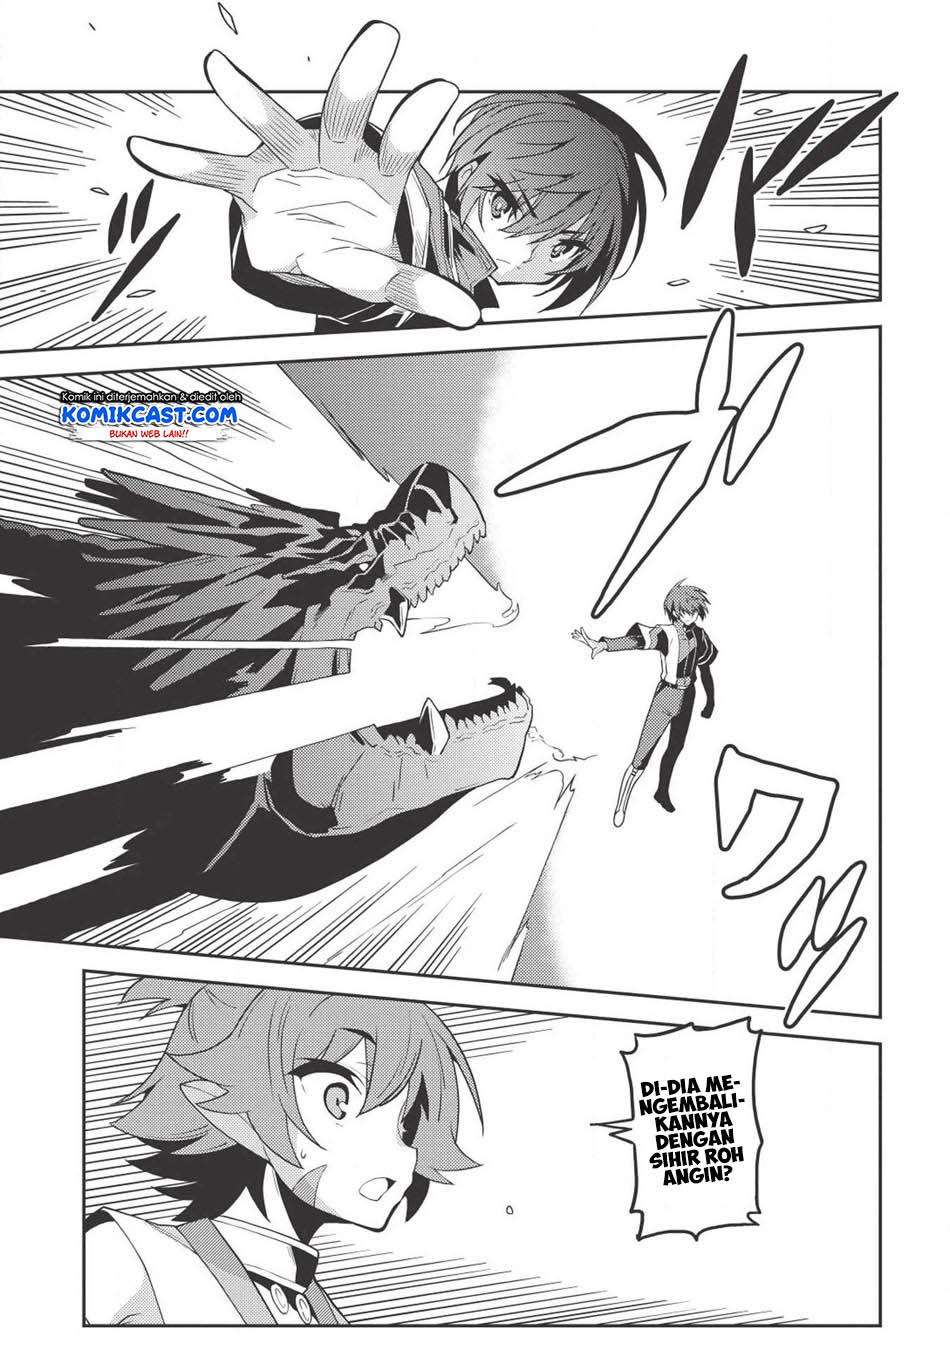 Komik ini diterjemahkan & diedit oleh
KOMIKCAST.COM
BUKAN WEB LAIN!!
DI-DIA ME-
NGEMBALI-
KANNYA
DENGAN
SIHIR ROH
ANGIN?